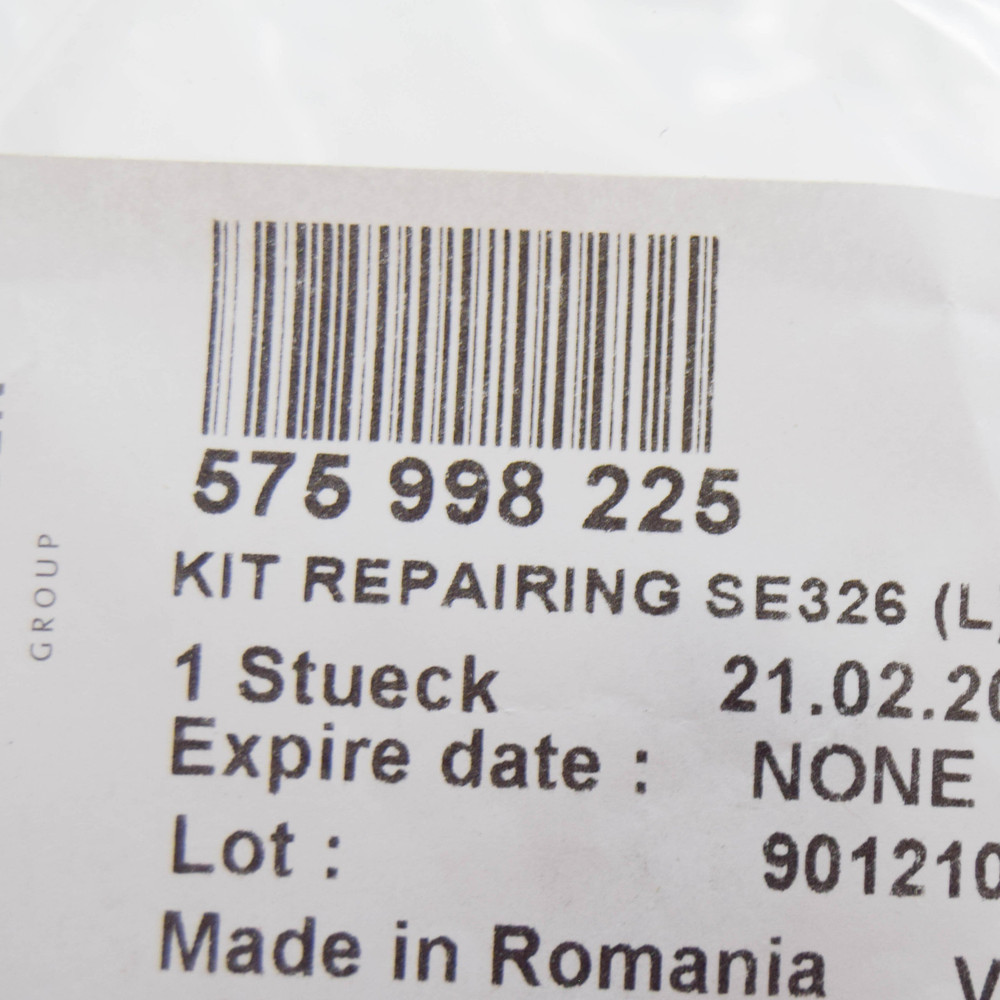 575 998 225
KIT REPAIRING SE326 (L
1 Stueck 21.02.20
Expire date : NONE
Lot : 901210
Made in Romania
GROUP